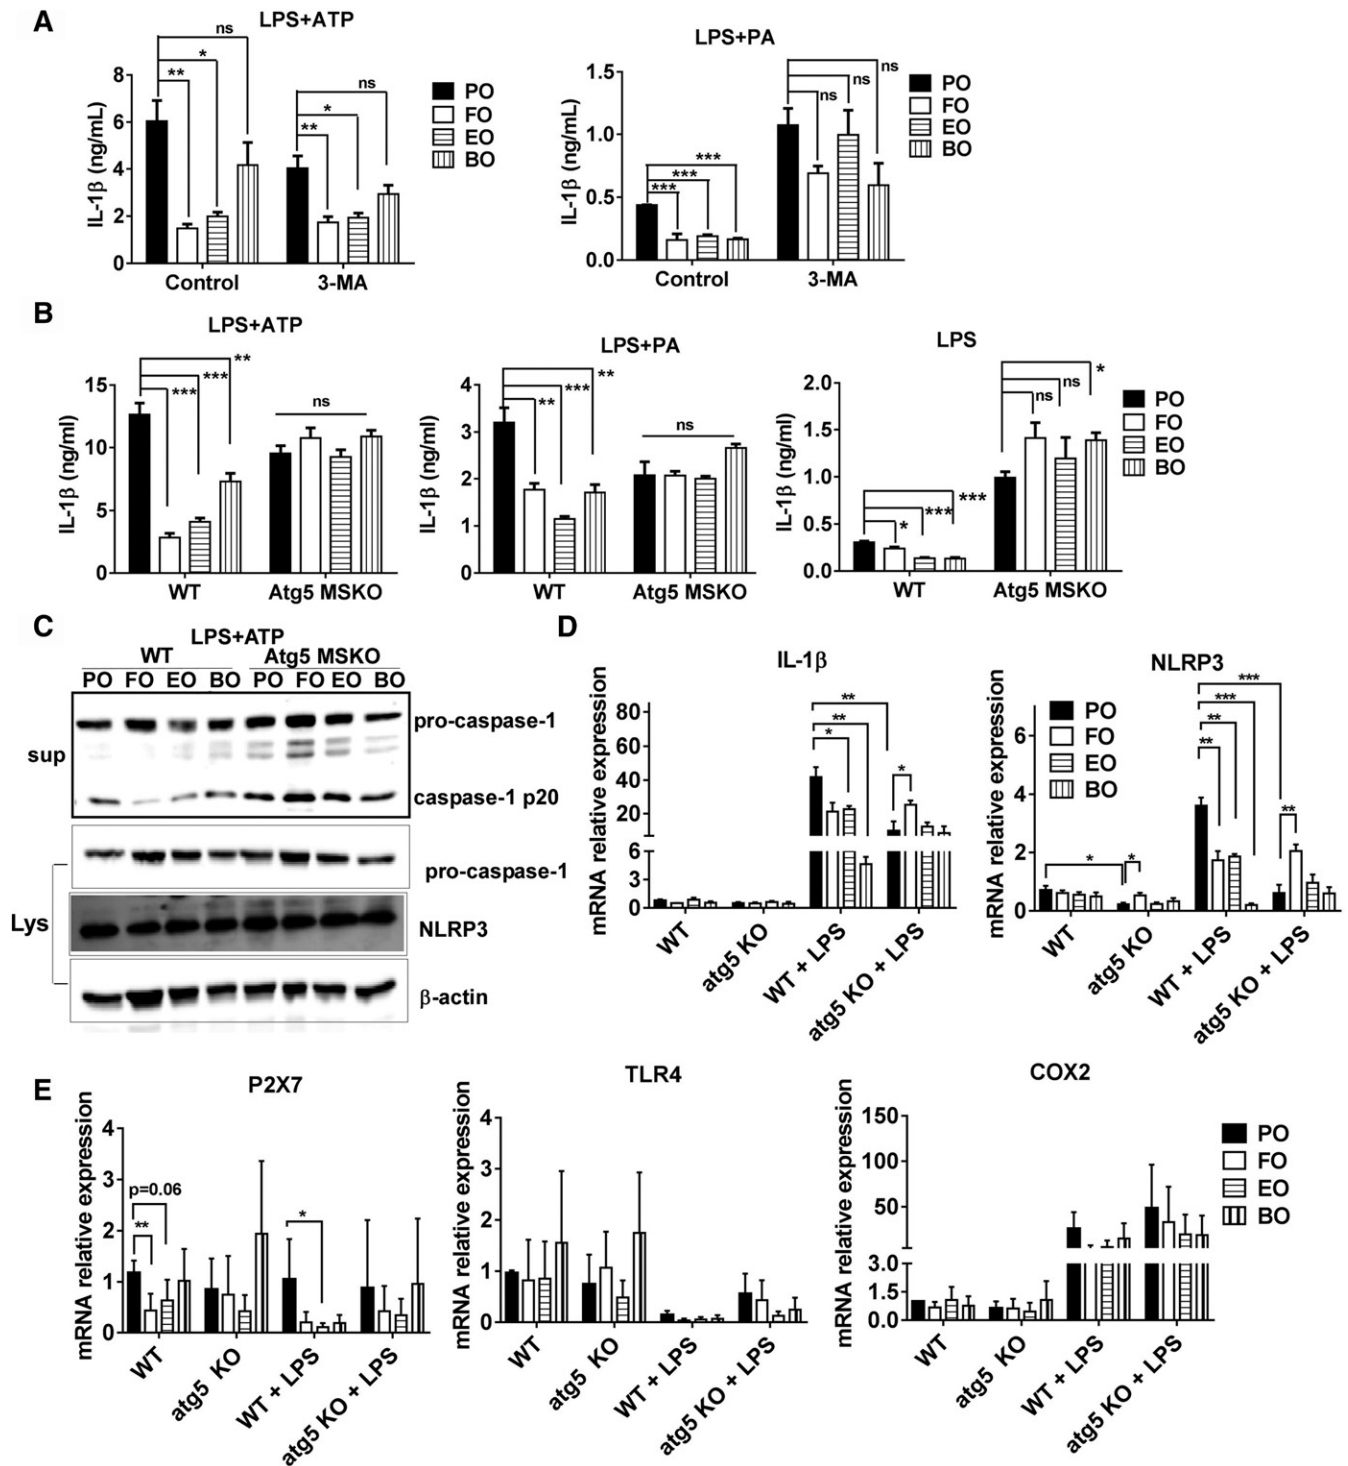 A
LPS+ATP
IL-1β (ng/mL)
8
6
4
2
0
ns
*
**
ns
*
**
Control
3-MA
PO
FO
EO
BO
LPS+PA
IL-1β (ng/mL)
1.5
1.0
0.5
0.0
***
***
***
ns
ns
ns
Control
3-MA
PO
FO
EO
BO
B
LPS+ATP
IL-1β (ng/ml)
15
10
5
0
**
***
***
ns
WT
Atg5 MSKO
LPS+PA
IL-1β (ng/ml)
4
3
2
1
0
**
***
**
ns
WT
Atg5 MSKO
LPS
IL-1β (ng/ml)
2.0
1.5
1.0
0.5
0.0
***
***
*
*
ns
ns
WT
Atg5 MSKO
PO
FO
EO
BO
C
LPS+ATP
WT Atg5 MSKO
PO FO EO BO PO FO EO BO
sup
pro-caspase-1
caspase-1 p20
Lys
pro-caspase-1
NLRP3
β-actin
D
IL-1β
mRNA relative expression
80
60
40
20
6
3
0
**
**
*
*
WT
atg5 KO
WT + LPS
atg5 KO + LPS
NLRP3
mRNA relative expression
6
4
2
0
PO
FO
EO
BO
***
***
**
**
**
*
*
WT
atg5 KO
WT + LPS
atg5 KO + LPS
E
P2X7
mRNA relative expression
4
3
2
1
0
p=0.06
**
*
WT
atg5 KO
WT + LPS
atg5 KO + LPS
TLR4
mRNA relative expression
4
3
2
1
0
WT
atg5 KO
WT + LPS
atg5 KO + LPS
COX2
mRNA relative expression
150
100
50
3.0
1.5
0.0
WT
atg5 KO
WT + LPS
atg5 KO + LPS
PO
FO
EO
BO